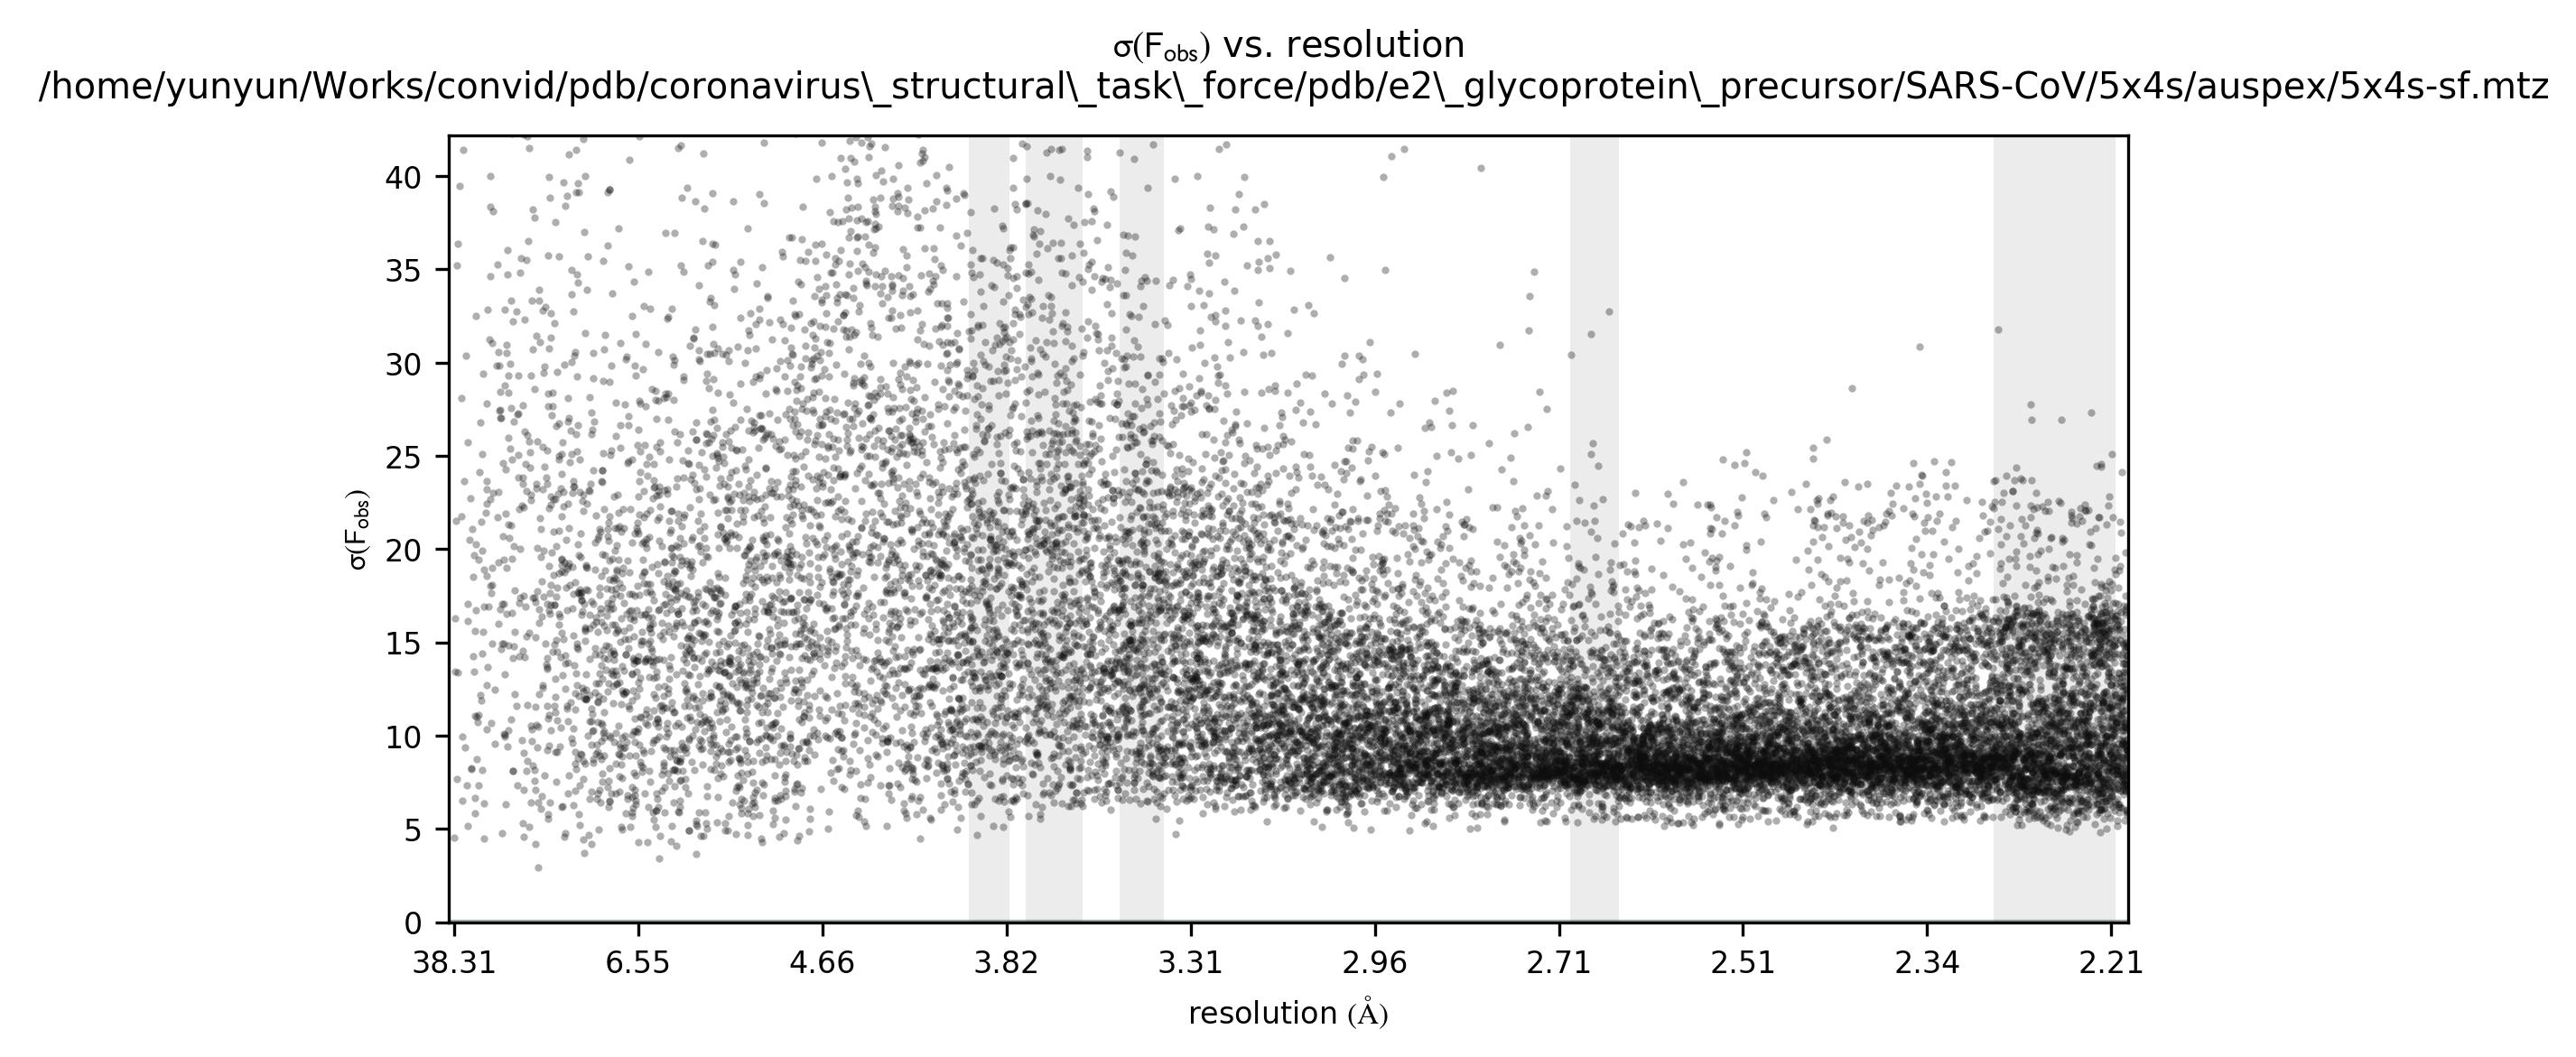 σ(Fobs) vs. resolution
/home/yunyun/Works/convid/pdb/coronavirus\_structural\_task\_force/pdb/e2\_glycoprotein\_precursor/SARS-CoV/5x4s/auspex/5x4s-sf.mtz
40
35
30
25
20
15
10
5
0
σ(Fobs)
38.31 6.55 4.66 3.82 3.31 2.96 2.71 2.51 2.34 2.21
resolution (Å)